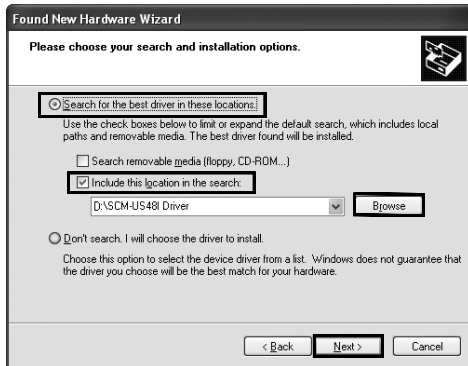 Found New Hardware Wizard
Please choose your search and installation options.
Search for the best driver in these locations.
Use the check boxes below to limit or expand the default search, which includes local
paths and removable media. The best driver found will be installed.
Search removable media (floppy, CD-ROM...)
Include this location in the search:
D:\SCM-US48I Driver
Browse
Don't search. I will choose the driver to install.
Choose this option to select the device driver from a list. Windows does not guarantee that
the driver you choose will be the best match for your hardware.
< Back Next > Cancel